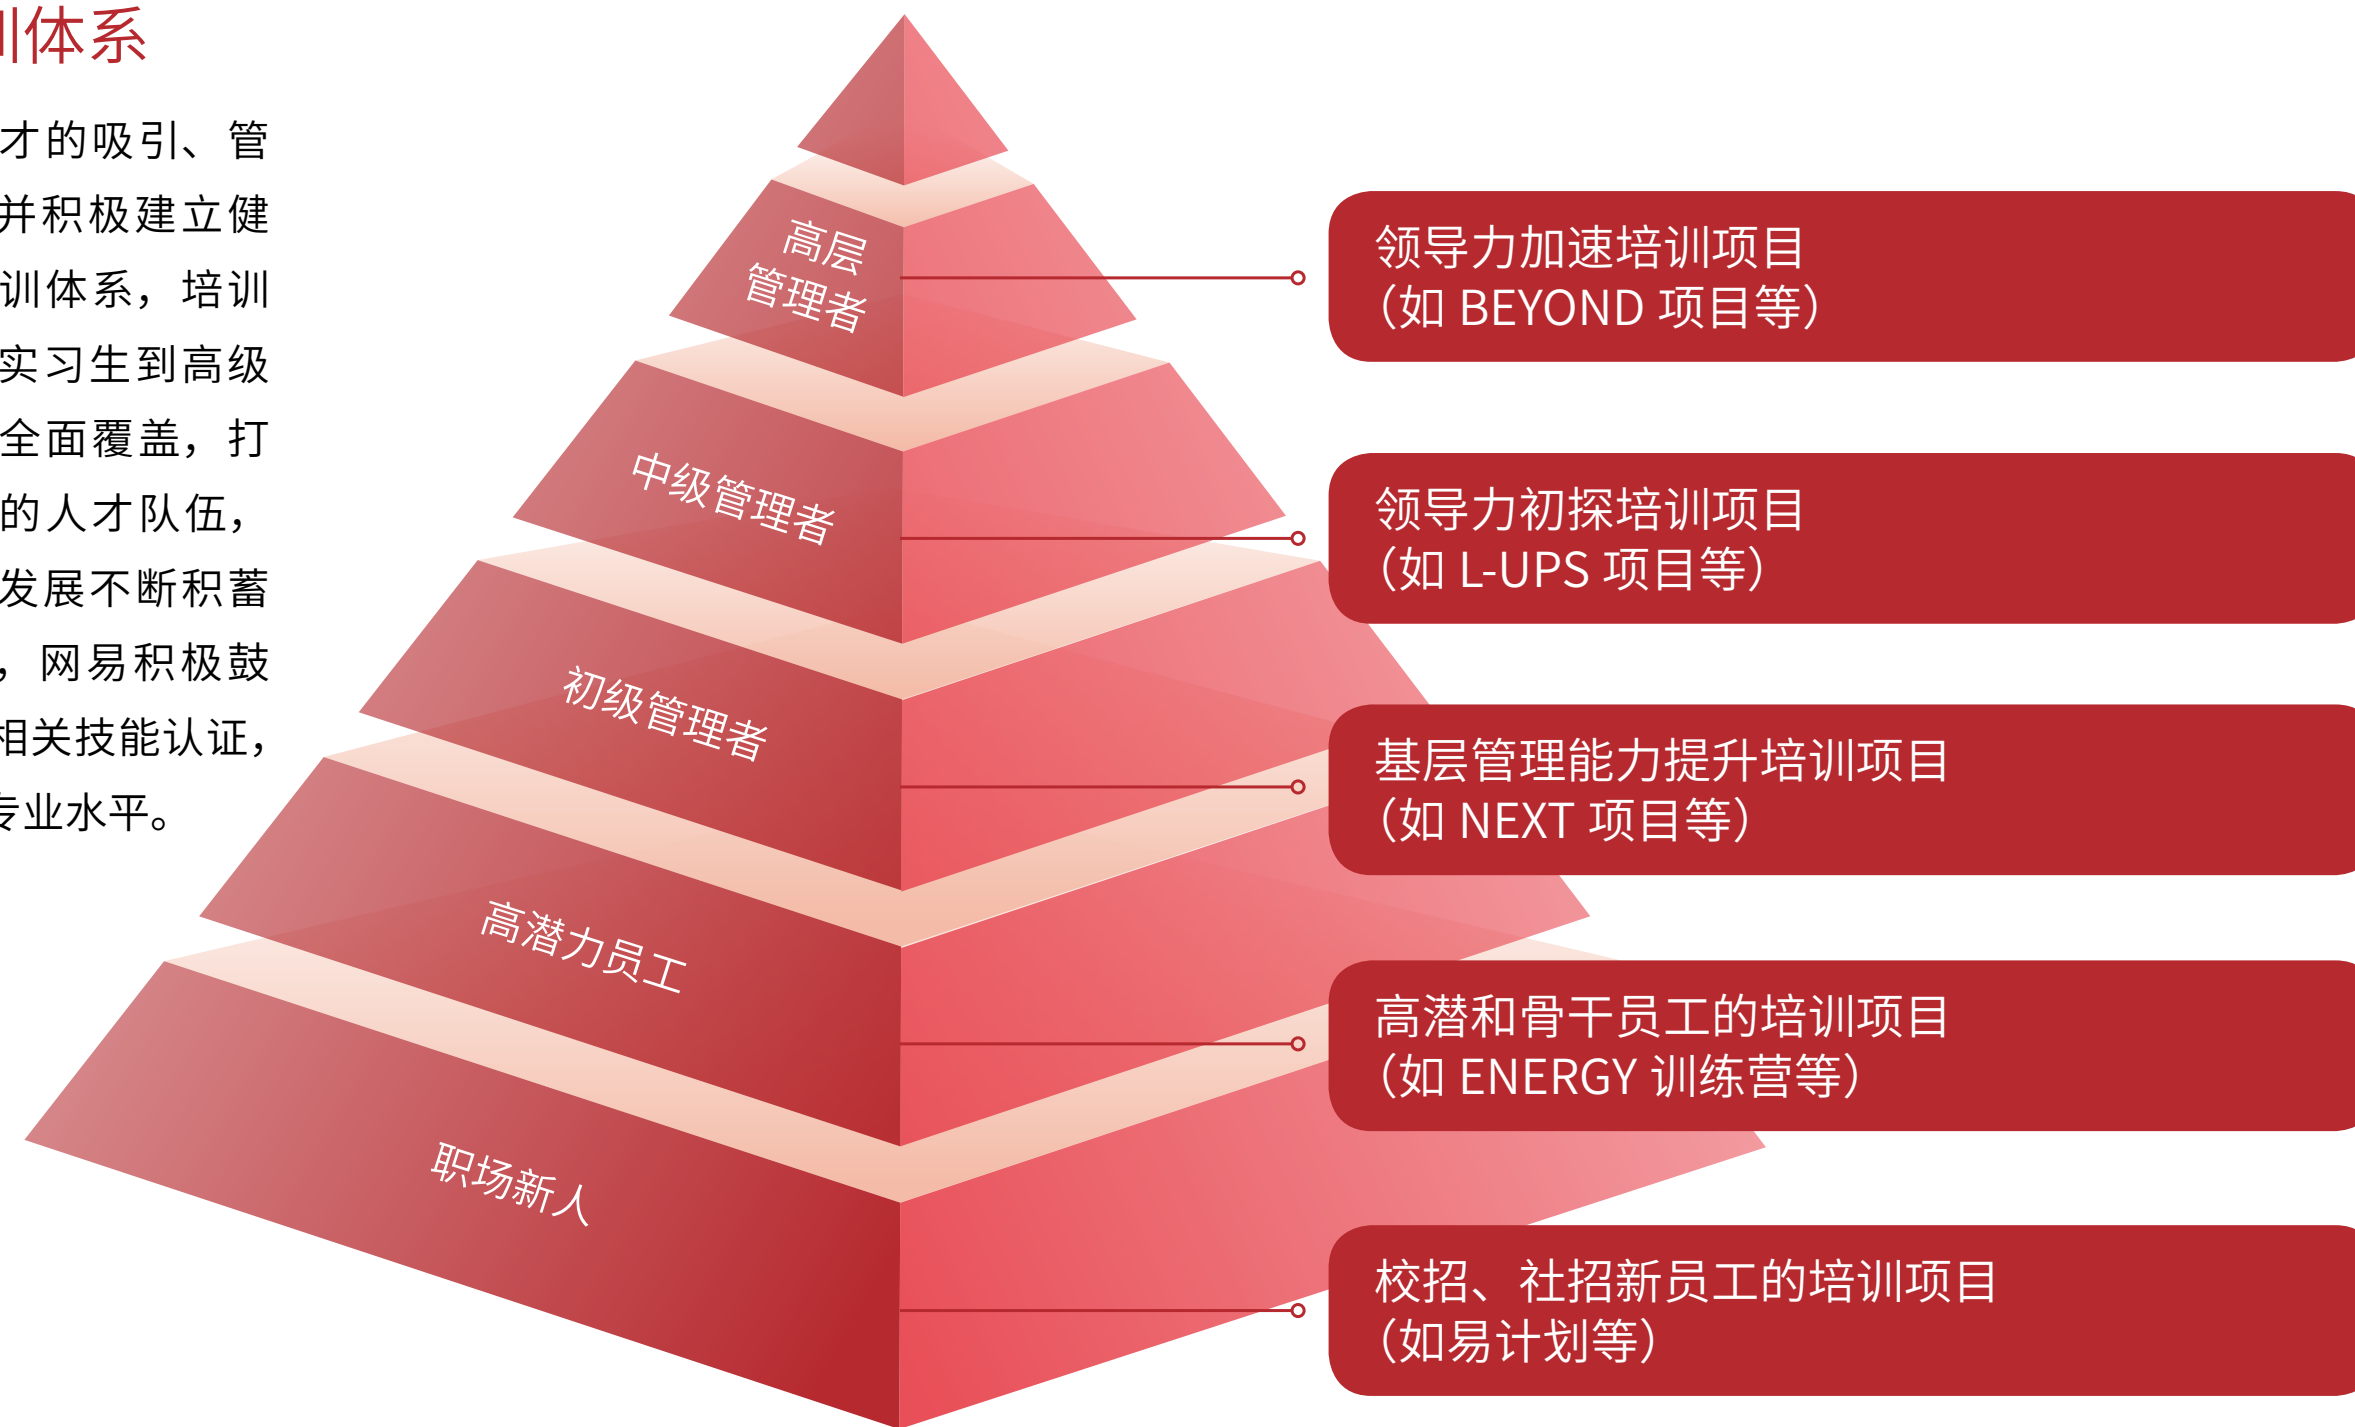 训体系
才的吸引、管
并积极建立健
训体系，培训
实习生到高级
全面覆盖，打
的人才队伍，
发展不断积蓄
，网易积极鼓
相关技能认证，
专业水平。
高层
管理者
中级管理者
初级管理者
高潜力员工
职场新人
领导力加速培训项目
（如 BEYOND 项目等）
领导力初探培训项目
（如 L-UPS 项目等）
基层管理能力提升培训项目
（如 NEXT 项目等）
高潜和骨干员工的培训项目
（如 ENERGY 训练营等）
校招、社招新员工的培训项目
（如易计划等）